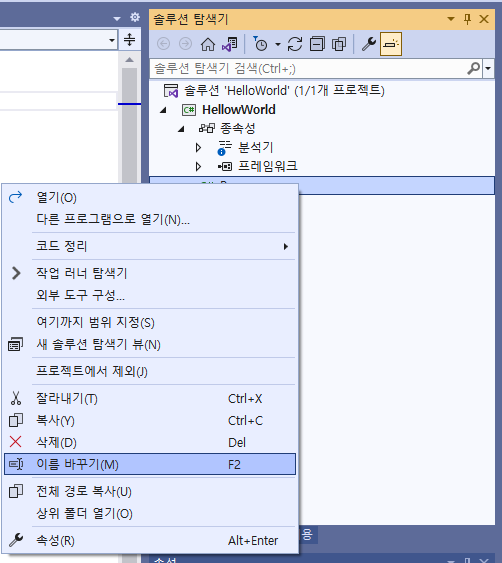 솔루션 탐색기
솔루션 탐색기 검색(Ctrl+;)
솔루션 'HelloWorld' (1/1개 프로젝트)
HellowWorld
종속성
분석기
프레임워크
열기(O)
다른 프로그램으로 열기(N)...
코드 정리
작업 러너 탐색기
외부 도구 구성...
여기까지 범위 지정(S)
새 솔루션 탐색기 뷰(N)
프로젝트에서 제외(J)
잘라내기(T) Ctrl+X
복사(Y) Ctrl+C
삭제(D) Del
이름 바꾸기(M) F2
전체 경로 복사(U)
상위 폴더 열기(O)
속성(R) Alt+Enter